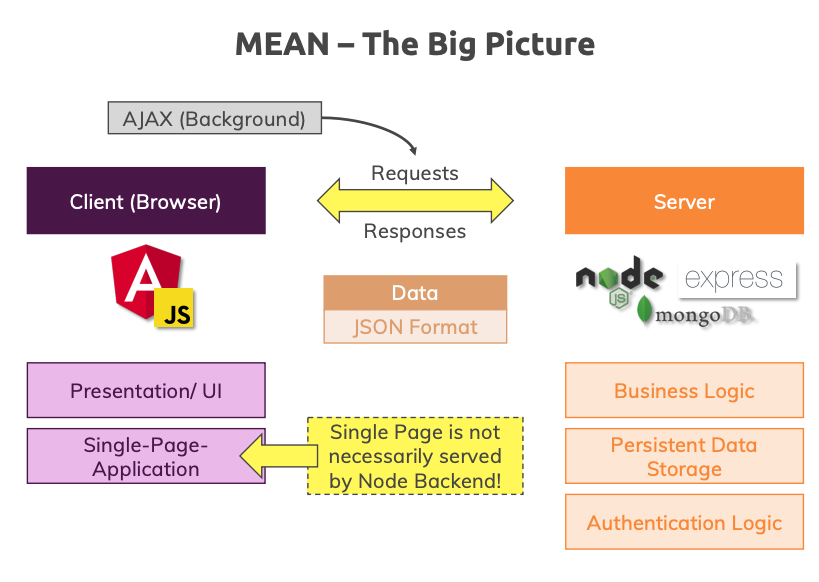 MEAN – The Big Picture
AJAX (Background)
Requests
Client (Browser)
Server
Responses
A
JS
node
JS
express
mongoDB
Data
JSON Format
Presentation/ UI
Business Logic
Single-Page-
Application
Single Page is not
necessarily served
by Node Backend!
Persistent Data
Storage
Authentication Logic